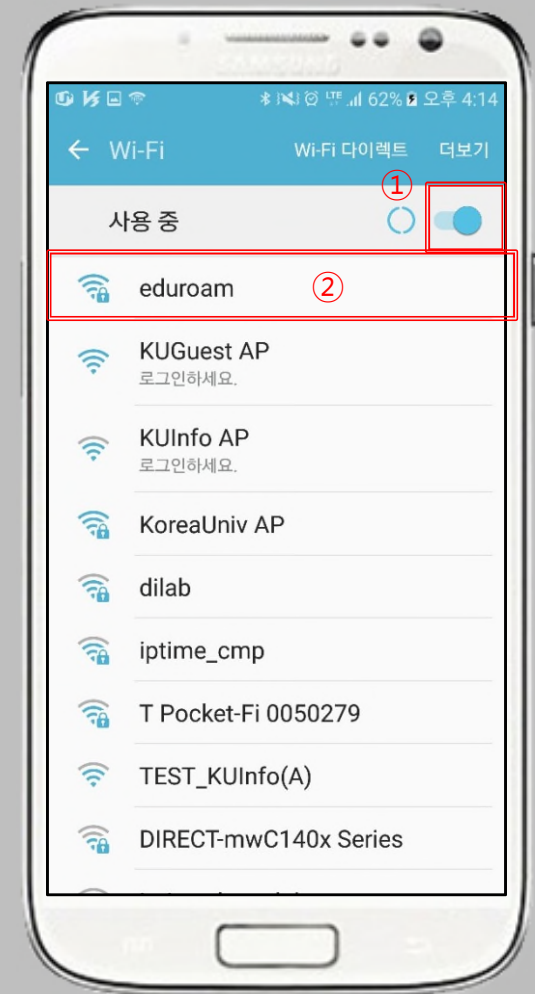 SAMSUNG
LTE 62% 오후 4:14
Wi-Fi Wi-Fi 다이렉트 더보기
①
사용 중
eduroam ②
KUGuest AP
로그인하세요.
KUInfo AP
로그인하세요.
KoreaUniv AP
dilab
iptime_cmp
T Pocket-Fi 0050279
TEST_KUInfo(A)
DIRECT-mwC140x Series